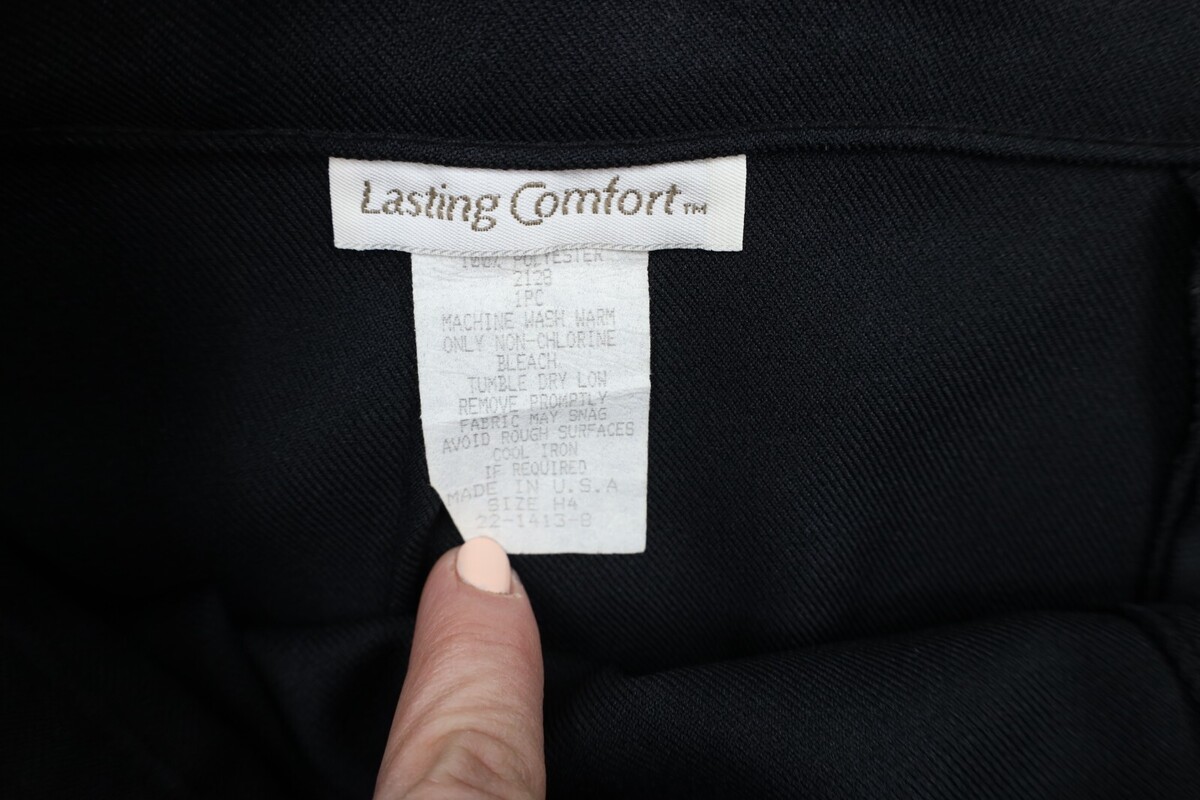 Lasting Comfort™
100% POLYESTER
2128
1PC
MACHINE WASH WARM
ONLY NON-CHLORINE
BLEACH
TUMBLE DRY LOW
REMOVE PROMPTLY
FABRIC MAY SNAG
AVOID ROUGH SURFACES
COOL IRON
IF REQUIRED
MADE IN U.S.A
SIZE H4
22-1413-8